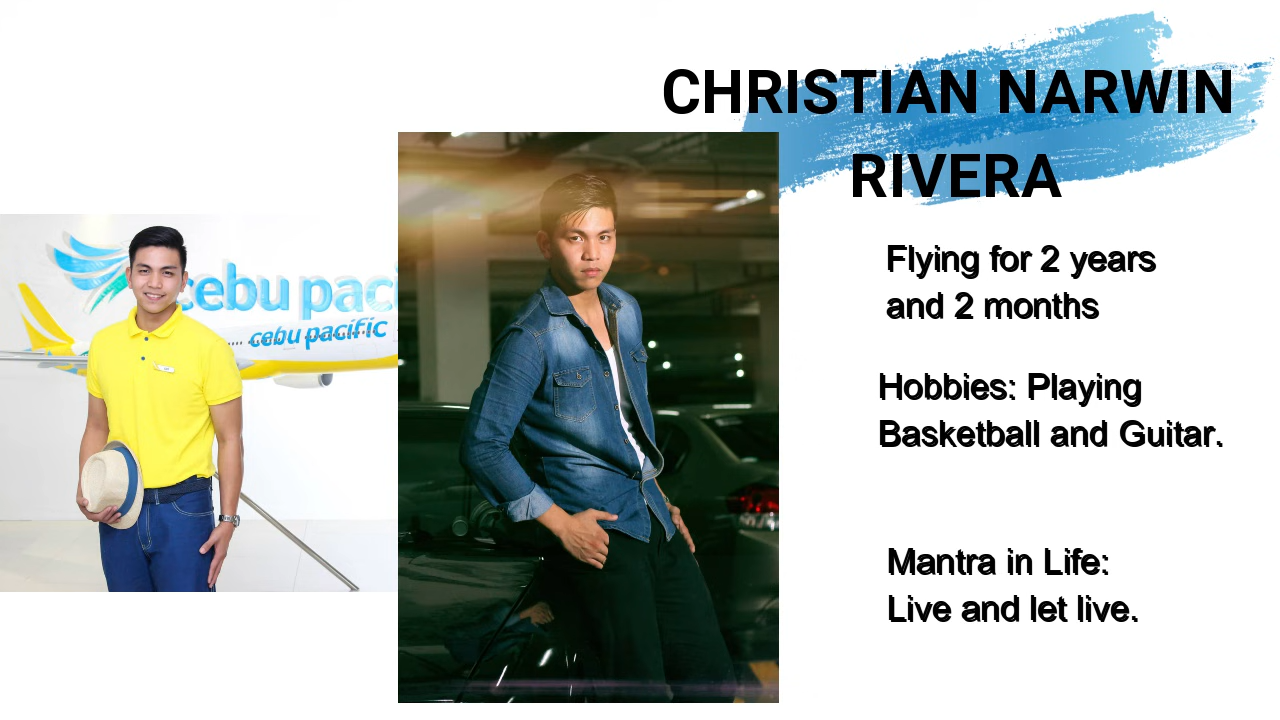 CHRISTIAN NARWIN
RIVERA
Flying for 2 years
and 2 months
Hobbies: Playing
Basketball and Guitar.
Mantra in Life:
Live and let live.
cebu paci
cebu pacific